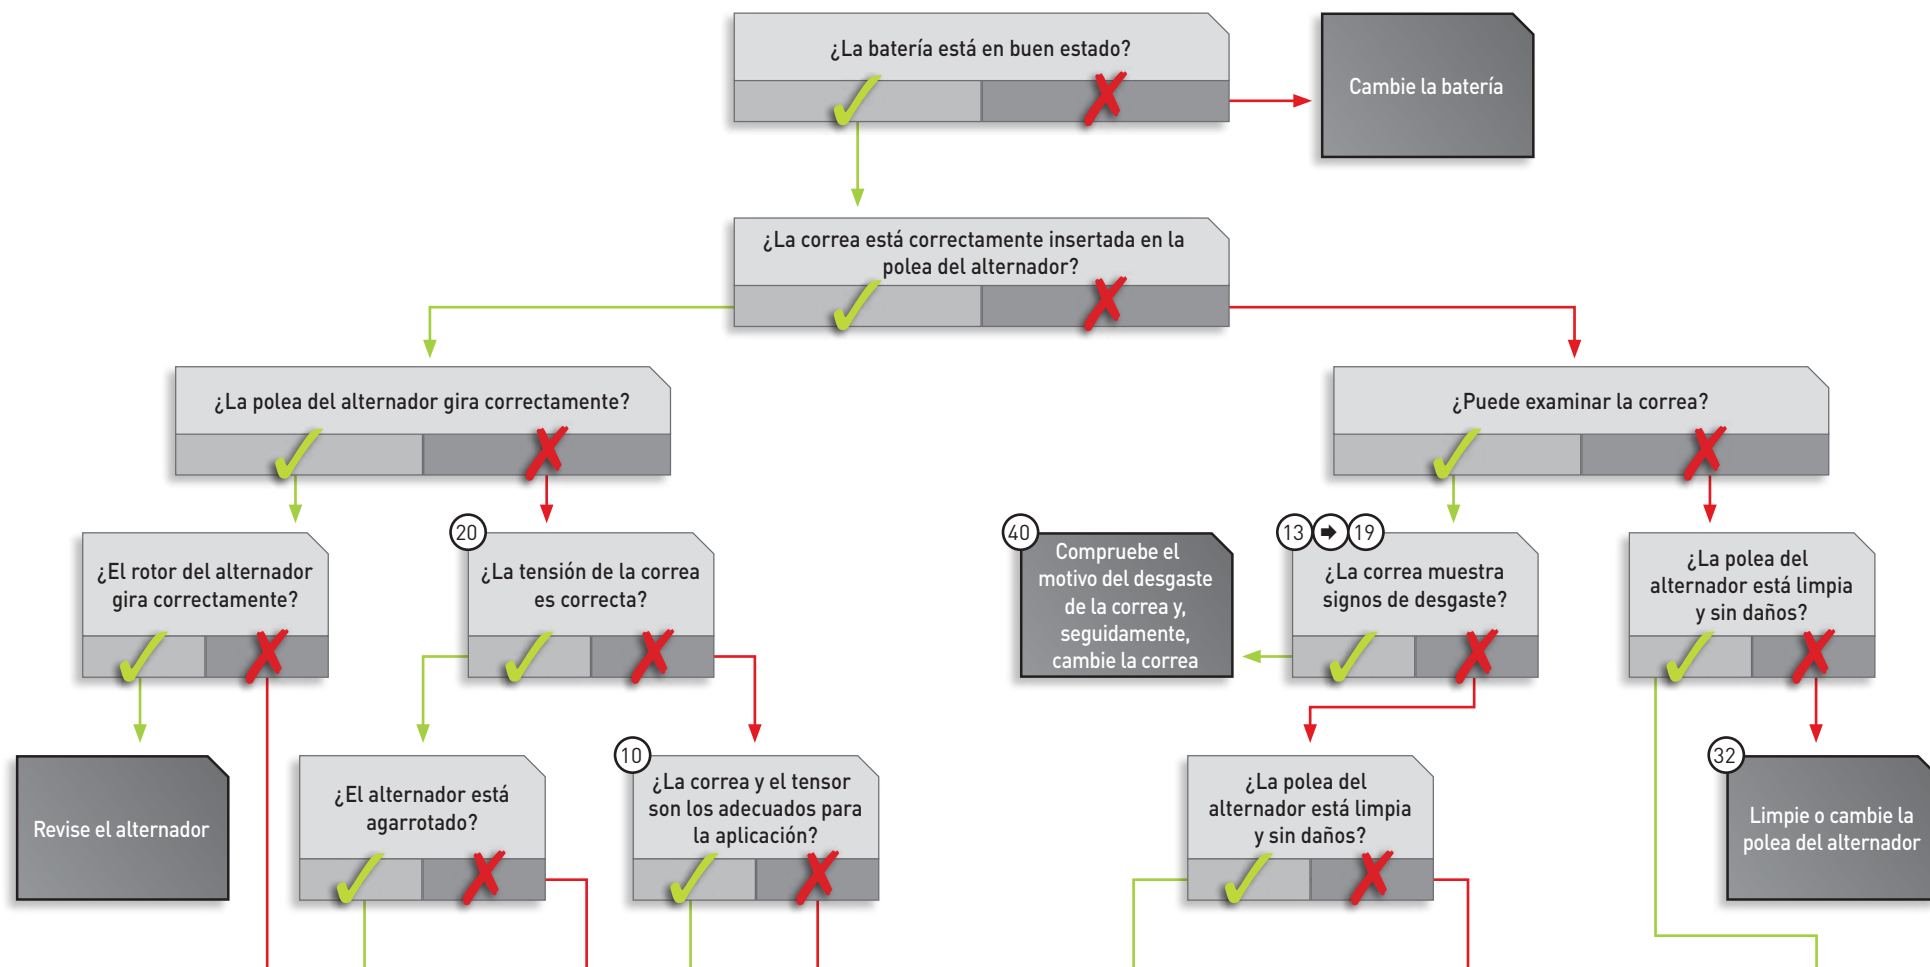 ¿La batería está en buen estado?
Cambie la batería
¿La correa está correctamente insertada en la
polea del alternador?
¿La polea del alternador gira correctamente?
¿Puede examinar la correa?
¿El rotor del alternador
gira correctamente?
20
¿La tensión de la correa
es correcta?
40
Compruebe el
motivo del desgaste
de la correa y,
seguidamente,
cambie la correa
13 ➡ 19
¿La correa muestra
signos de desgaste?
¿La polea del
alternador está limpia
y sin daños?
Revise el alternador
¿El alternador está
agarrotado?
10
¿La correa y el tensor
son los adecuados para
la aplicación?
¿La polea del
alternador está limpia
y sin daños?
32
Limpie o cambie la
polea del alternador